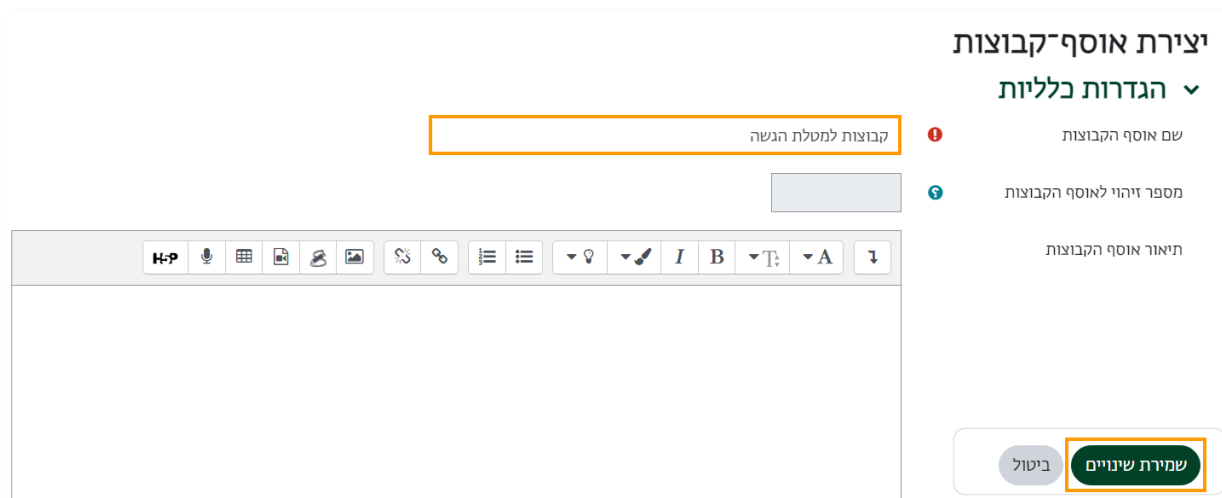 יצירת אוסף־קבוצות
הגדרות כלליות
שם אוסף הקבוצות
קבוצות למטלת הגשה
מספר זיהוי לאוסף הקבוצות
תיאור אוסף הקבוצות
A T B I H-P
שמירת שינויים ביטול